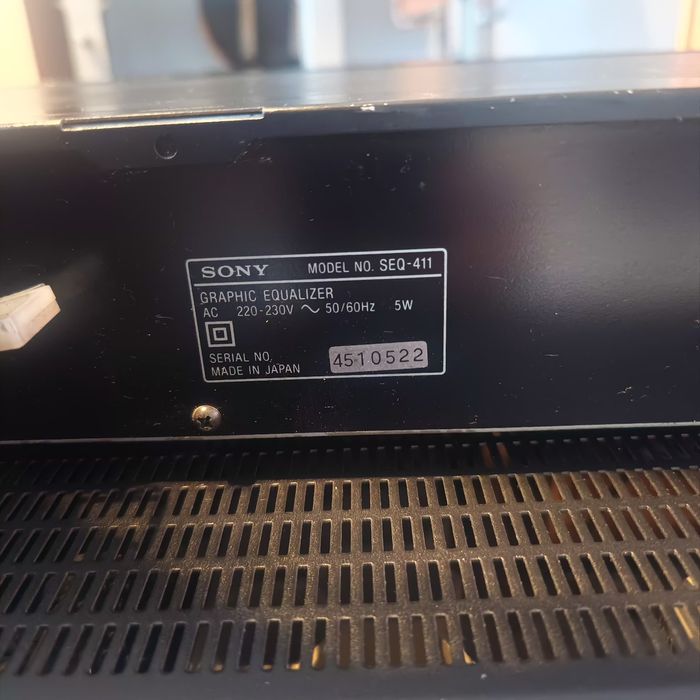 SONY MODEL NO. SEQ-411
GRAPHIC EQUALIZER
AC 220-230V ~ 50/60Hz 5W
SERIAL NO. 4510522
MADE IN JAPAN